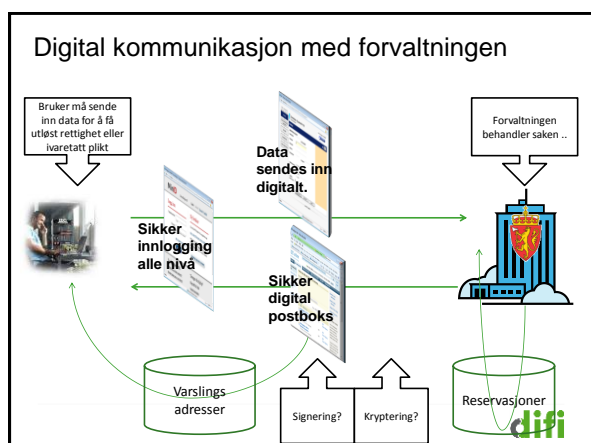 Digital kommunikasjon med forvaltningen
Bruker må sende
inn data for å få
utløst rettighet eller
ivaretatt plikt
Forvaltningen
behandler saken ..
Data
sendes inn
digitalt.
Sikker
innlogging
alle nivå
Sikker
digital
postboks
Varslings
adresser
Signering?
Kryptering?
Reservasjoner
difi